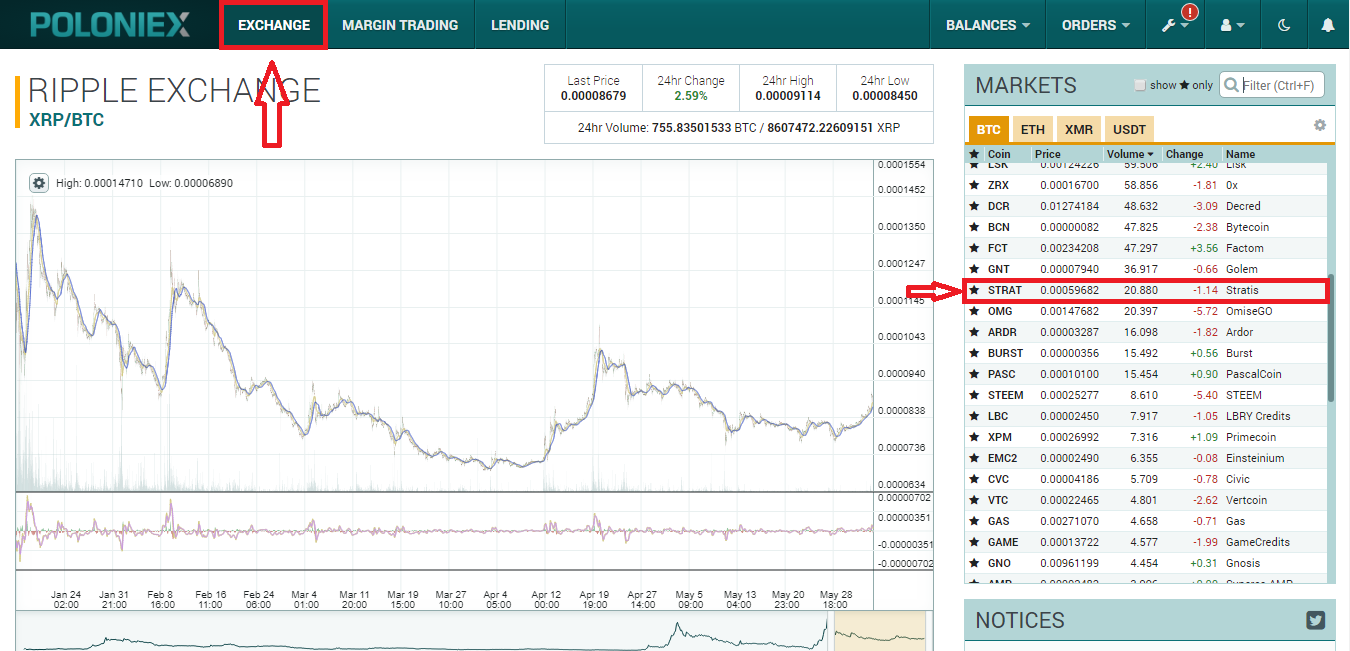 POLONIEX
EXCHANGE
MARGIN TRADING
LENDING
BALANCES
ORDERS
!
RIPPLE EXCHANGE
XRP/BTC
Last Price 24hr Change 24hr High 24hr Low
0.00008679 2.59% 0.00009114 0.00008450
24hr Volume: 755.83501533 BTC / 8607472.22609151 XRP
High: 0.00014710 Low: 0.00006890
0.0001554
0.0001452
0.0001350
0.0001247
0.0001145
0.0001043
0.0000940
0.0000838
0.0000736
0.0000634
0.00000702
0.00000351
-0.00000351
-0.00000702
Jan 24 Jan 31 Feb 8 Feb 16 Feb 24 Mar 4 Mar 11 Mar 19 Mar 27 Apr 4 Apr 12 Apr 19 Apr 27 May 5 May 13 May 20 May 28
02:00 21:00 16:00 11:00 06:00 01:00 20:00 15:00 10:00 05:00 00:00 19:00 14:00 09:00 04:00 23:00 18:00
MARKETS
show ★ only
Filter (Ctrl+F)
BTC ETH XMR USDT
★ Coin Price Volume Change Name
★ LSK 0.00124226 59.506 +2.40 Lisk
★ ZRX 0.00016700 58.856 -1.81 0x
★ DCR 0.01274184 48.632 -3.09 Decred
★ BCN 0.00000082 47.825 -2.38 Bytecoin
★ FCT 0.00234208 47.297 +3.56 Factom
★ GNT 0.00007940 36.917 -0.66 Golem
★ STRAT 0.00059682 20.880 -1.14 Stratis
★ OMG 0.00147682 20.397 -5.72 OmiseGO
★ ARDR 0.00003287 16.098 -1.82 Ardor
★ BURST 0.00000356 15.492 +0.56 Burst
★ PASC 0.00010100 15.454 +0.90 PascalCoin
★ STEEM 0.00025277 8.610 -5.40 STEEM
★ LBC 0.00002450 7.917 -1.05 LBRY Credits
★ XPM 0.00026992 7.316 +1.09 Primecoin
★ EMC2 0.00002490 6.355 -0.08 Einsteinium
★ CVC 0.00004186 5.709 -0.78 Civic
★ VTC 0.00022465 4.801 -2.62 Vertcoin
★ GAS 0.00271070 4.658 -0.71 Gas
★ GAME 0.00013722 4.577 -1.99 GameCredits
★ GNO 0.00961199 4.454 +0.31 Gnosis
NOTICES